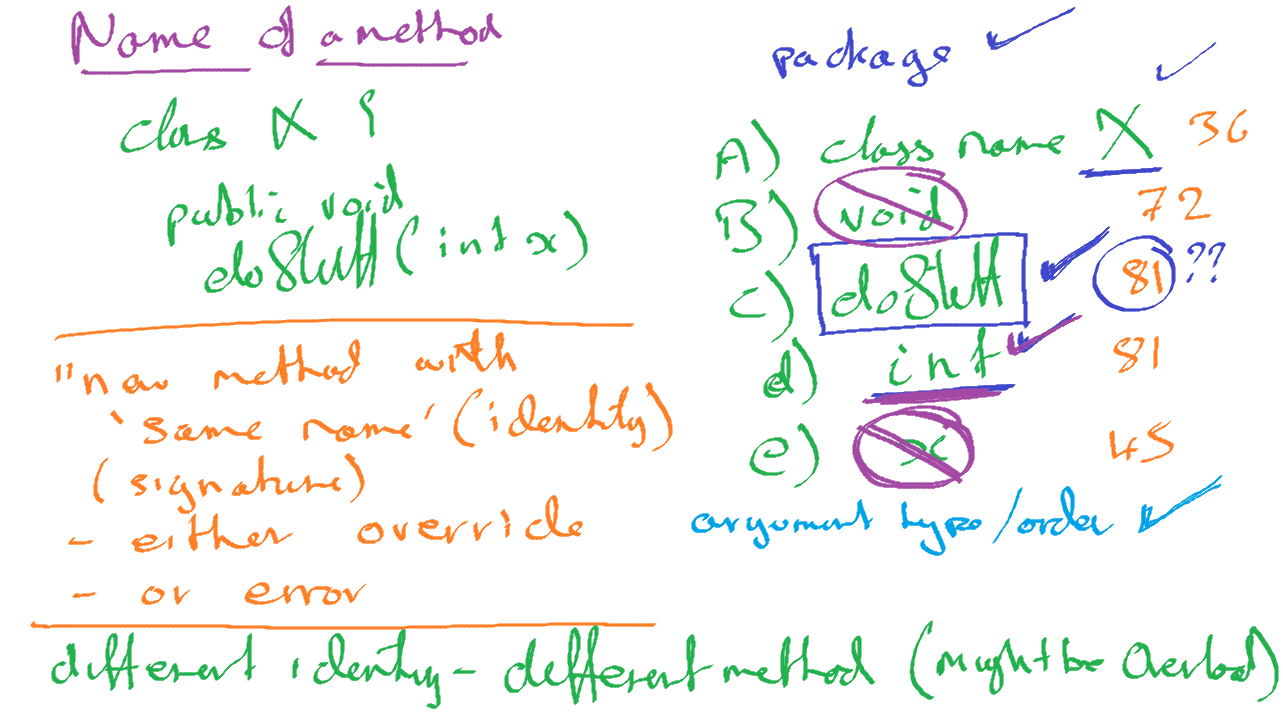 Name of a method
class X {
public void
doStuff (int x)
"new method with
'same name' (identity)
(signature)
- either override
- or error
different identity - different method (might be overload)
package ✓
✓
A) class name X 36
B) void 72
c) doStuff ✓ 81 ??
d) int ✓ 81
e) x 45
argument type/order ✓